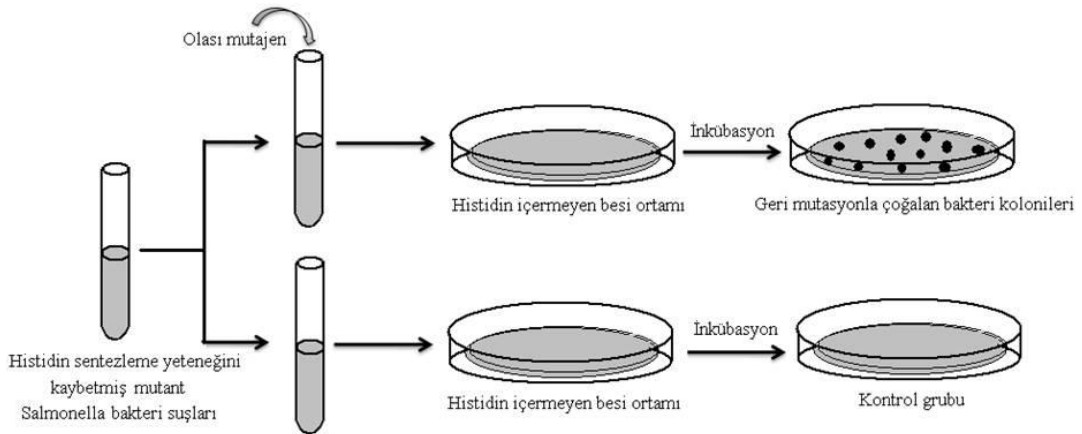 Olası mutajen
İnkübasyon
Histidin içermeyen besi ortamı
Geri mutasyonla çoğalan bakteri kolonileri
Histidin sentezleme yeteneğini
kaybetmiş mutant
Salmonella bakteri suşları
İnkübasyon
Histidin içermeyen besi ortamı
Kontrol grubu